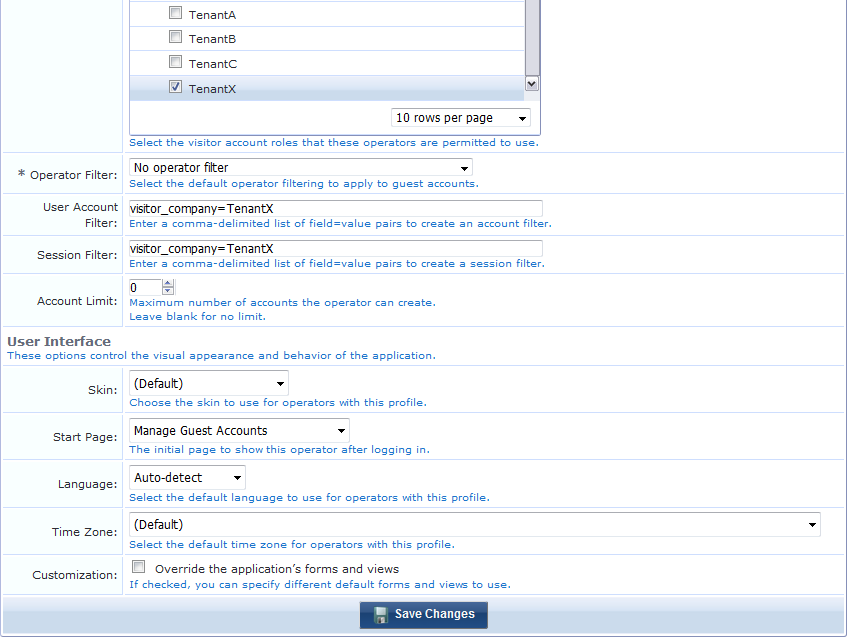 TenantA
TenantB
TenantC
TenantX
10 rows per page
Select the visitor account roles that these operators are permitted to use.
* Operator Filter:
No operator filter
Select the default operator filtering to apply to guest accounts.
User Account
Filter:
visitor_company=TenantX
Enter a comma-delimited list of field=value pairs to create an account filter.
Session Filter:
visitor_company=TenantX
Enter a comma-delimited list of field=value pairs to create a session filter.
Account Limit:
0
Maximum number of accounts the operator can create.
Leave blank for no limit.
User Interface
These options control the visual appearance and behavior of the application.
Skin:
(Default)
Choose the skin to use for operators with this profile.
Start Page:
Manage Guest Accounts
The initial page to show this operator after logging in.
Language:
Auto-detect
Select the default language to use for operators with this profile.
Time Zone:
(Default)
Select the default time zone for operators with this profile.
Customization:
Override the application's forms and views
If checked, you can specify different default forms and views to use.
Save Changes